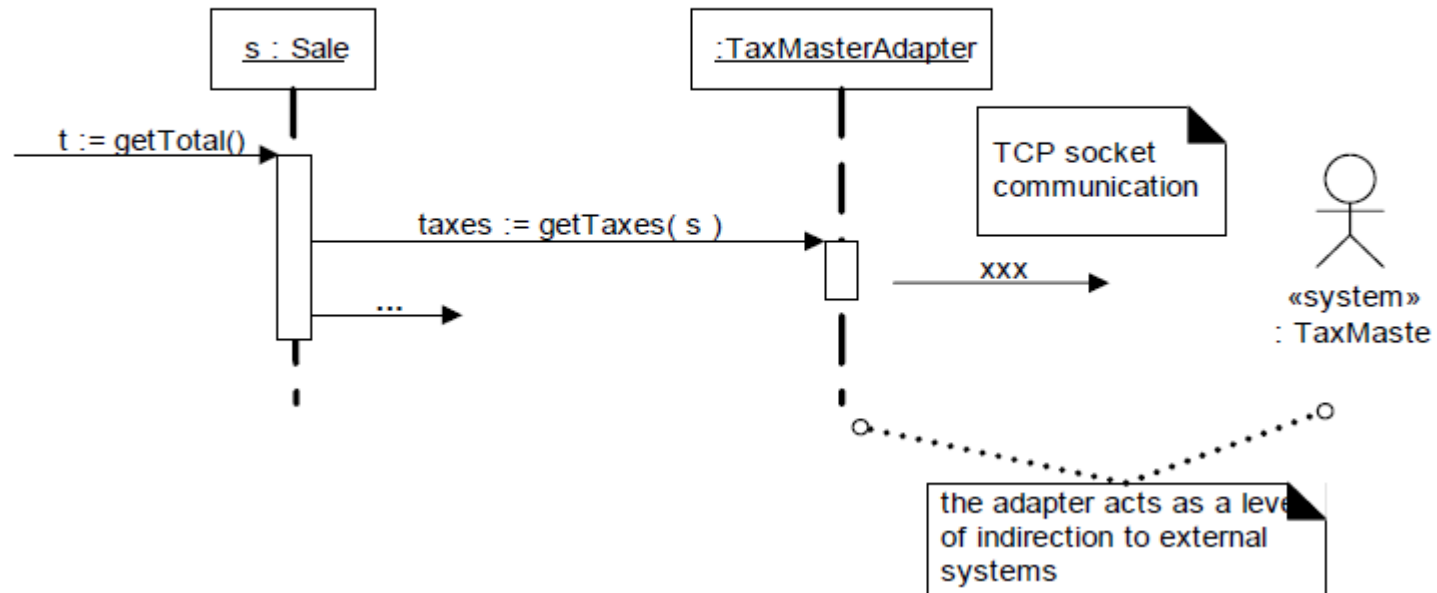 s : Sale
:TaxMasterAdapter
t := getTotal()
TCP socket
communication
taxes := getTaxes( s )
xxx
...
«system»
: TaxMaste
the adapter acts as a leve
of indirection to external
systems